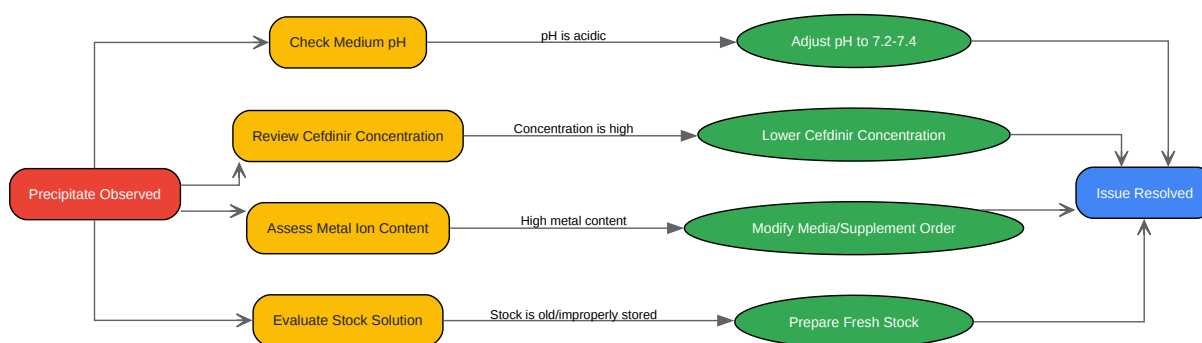 Check Medium pH
pH is acidic
Adjust pH to 7.2-7.4
Review Cefdinir Concentration
Concentration is high
Lower Cefdinir Concentration
Precipitate Observed
Issue Resolved
Assess Metal Ion Content
High metal content
Modify Media/Supplement Order
Evaluate Stock Solution
Stock is old/improperly stored
Prepare Fresh Stock